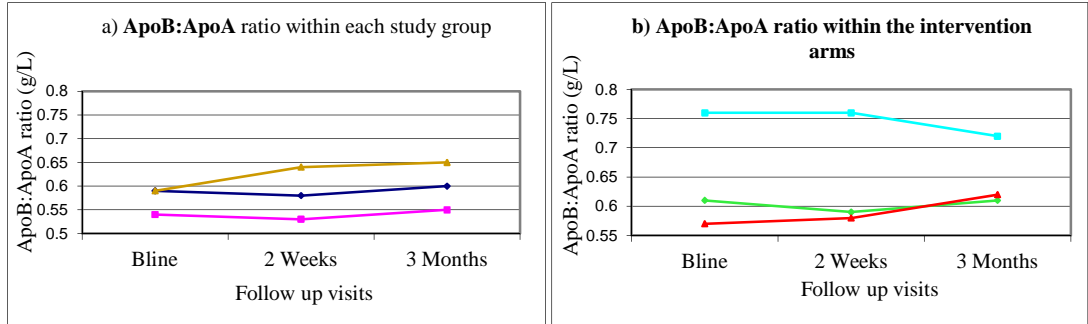 a) ApoB:ApoA ratio within each study group
ApoB:ApoA ratio (g/L)
0.8
0.75
0.7
0.65
0.6
0.55
0.5
Bline 2 Weeks 3 Months
Follow up visits
b) ApoB:ApoA ratio within the intervention
arms
ApoB:ApoA ratio (g/L)
0.8
0.75
0.7
0.65
0.6
0.55
Bline 2 Weeks 3 Months
Follow up visits